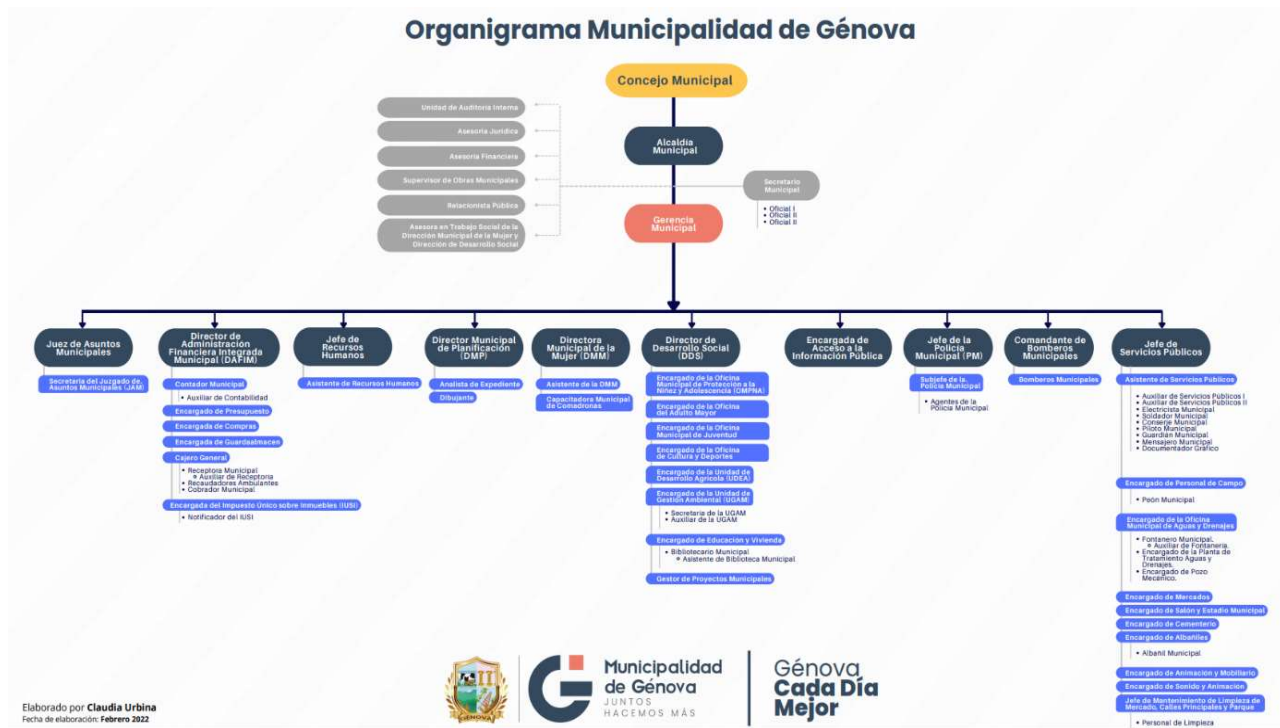 Organigrama Municipalidad de Génova
Concejo Municipal
Unidad de Auditoria Interna
Asesoría Jurídica
Asesoría Financiera
Supervisor de Obras Municipales
Relacionista Pública
Asesora en Trabajo Social de la
Dirección Municipal de la Mujer y
Dirección de Desarrollo Social
Alcaldía
Municipal
Secretario
Municipal
• Oficial I
• Oficial II
• Oficial II
Gerencia
Municipal
Juez de Asuntos
Municipales
Secretaria del Juzgado de
Asuntos Municipales (JAM)
Director de
Administración
Financiera Integrada
Municipal (DAFIM)
Contador Municipal
• Auxiliar de Contabilidad
Encargado de Presupuesto
Encargada de Compras
Encargada de Guardaalmacen
Cajero General
• Receptora Municipal
Auxiliar de Receptoria
• Recaudadores Ambulantes
• Cobrador Municipal
Encargada del Impuesto Único sobre Inmuebles (IUSI)
• Notificador del IUSI
Jefe de
Recursos
Humanos
Asistente de Recursos Humanos
Director Municipal
de Planificación (DMP)
Analista de Expediente
Dibujante
Directora
Municipal de la
Mujer (DMM)
Asistente de la DMM
Capacitadora Municipal
de Comadronas
Director de
Desarrollo Social
(DDS)
Encargado de la Oficina
Municipal de Protección a la
Niñez y Adolescencia (OMPNA)
Encargado de la Oficina
del Adulto Mayor
Encargado de la Oficina
Municipal de Juventud
Encargado de la Oficina
de Cultura y Deportes
Encargado de la Unidad de
Desarrollo Agrícola (UDEA)
Encargado de la Unidad de
Gestión Ambiental (UGAM)
• Secretaria de la UGAM
• Auxiliar de la UGAM
Encargado de Educación y Vivienda
• Bibliotecario Municipal
Asistente de Biblioteca Municipal
Gestor de Proyectos Municipales
Encargada de
Acceso a la
Información Pública
Jefe de la
Policía
Municipal (PM)
Subjefe de la
Policía Municipal
• Agentes de la
Policía Municipal
Comandante de
Bomberos
Municipales
Bomberos Municipales
Jefe de
Servicios Públicos
Asistente de Servicios Públicos
• Auxiliar de Servicios Públicos I
• Auxiliar de Servicios Públicos II
• Electricista Municipal
• Soldador Municipal
• Conserje Municipal
• Piloto Municipal
• Guardián Municipal
• Mensajero Municipal
• Documentador Gráfico
Encargado de Personal de Campo
• Peón Municipal
Encargado de la Oficina
Municipal de Aguas y Drenajes
• Fontanero Municipal.
Auxiliar de Fontanería.
• Encargado de la Planta de
Tratamiento Aguas y
Drenajes.
• Encargado de Pozo
Mecánico.
Encargado de Mercados
Encargado de Salón y Estadio Municipal
Encargado de Cementerio
Encargado de Albañiles
• Albañil Municipal
Encargado de Animación y Mobiliario
Encargado de Sonido y Animación
Jefe de Mantenimiento de Limpieza de
Mercado, Calles Principales y Parque
• Personal de Limpieza
Elaborado por Claudia Urbina
Fecha de elaboración: Febrero 2022
GÉNOVA
Municipalidad
de Génova
JUNTOS
HACEMOS MÁS
Génova
Cada Día
Mejor